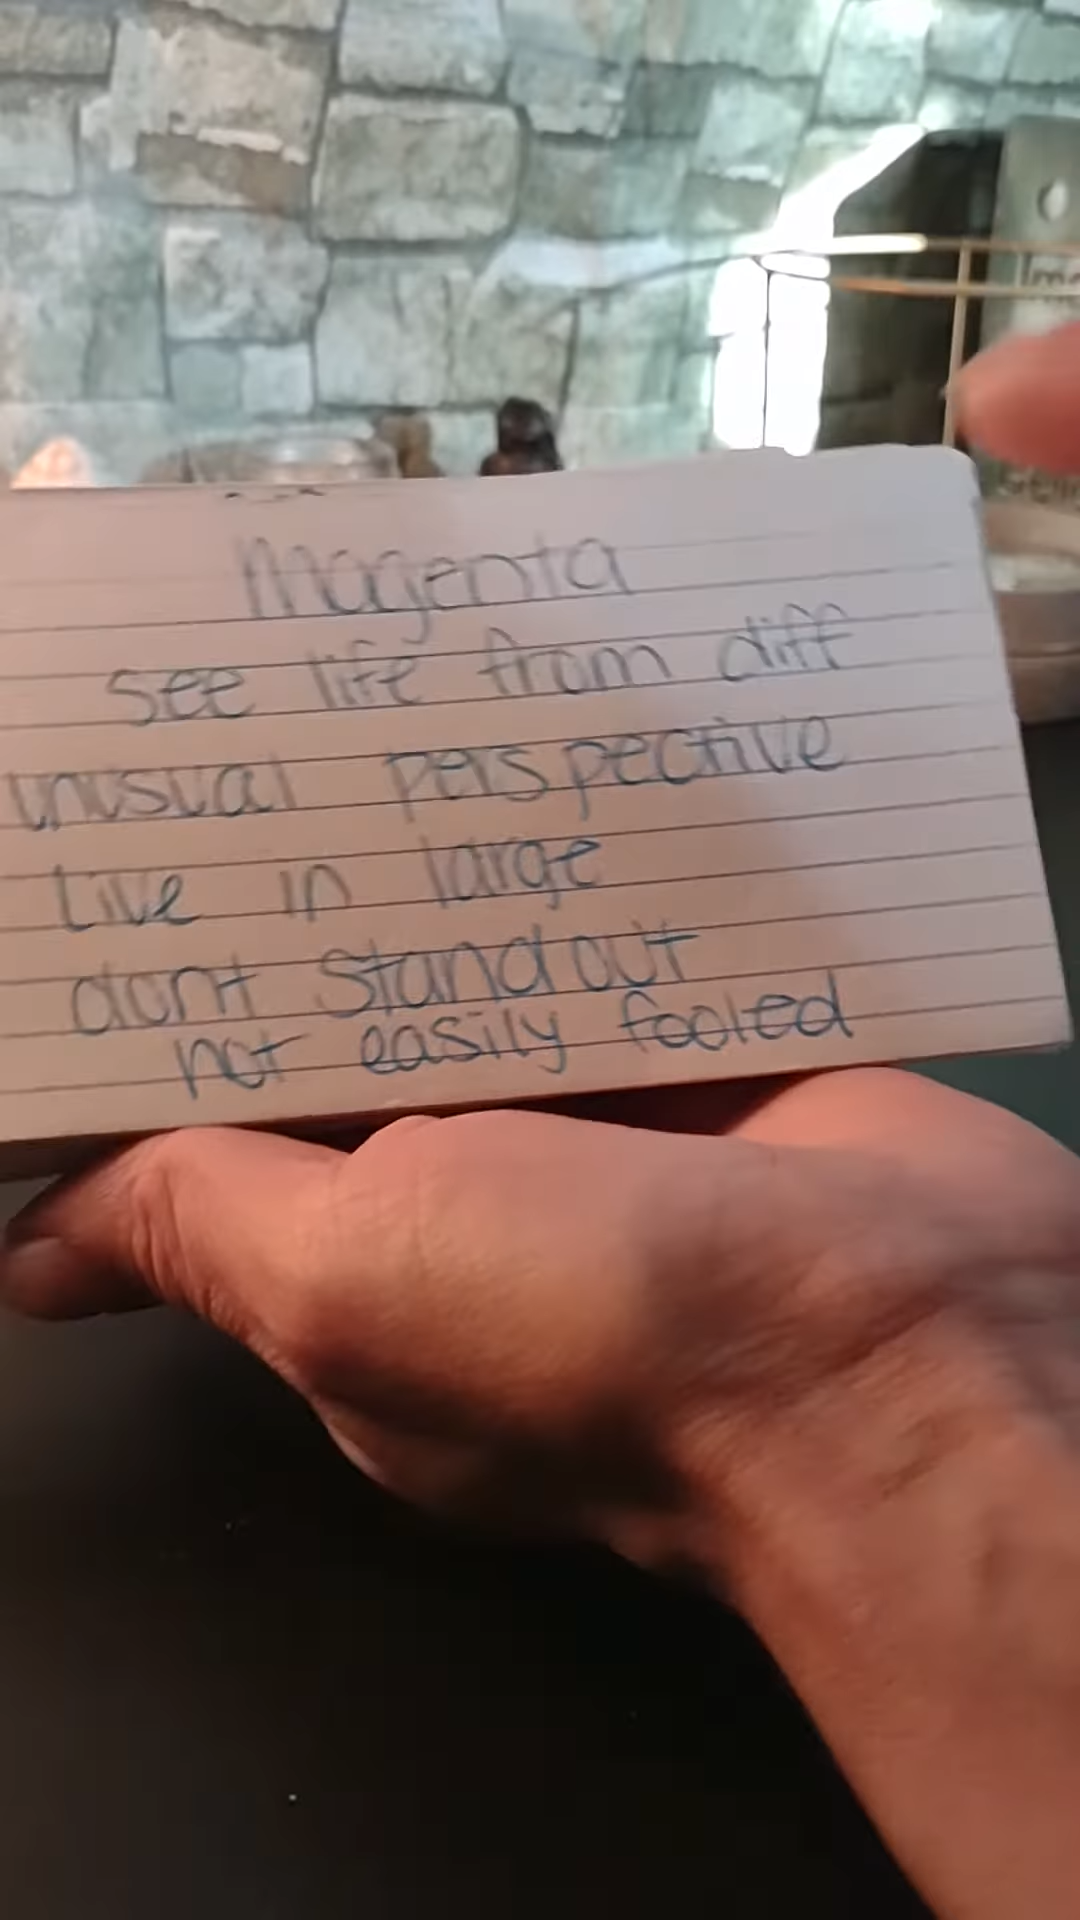 Magenta
see life from diff
unusual perspective
Live in large
dont stand out
not easily fooled